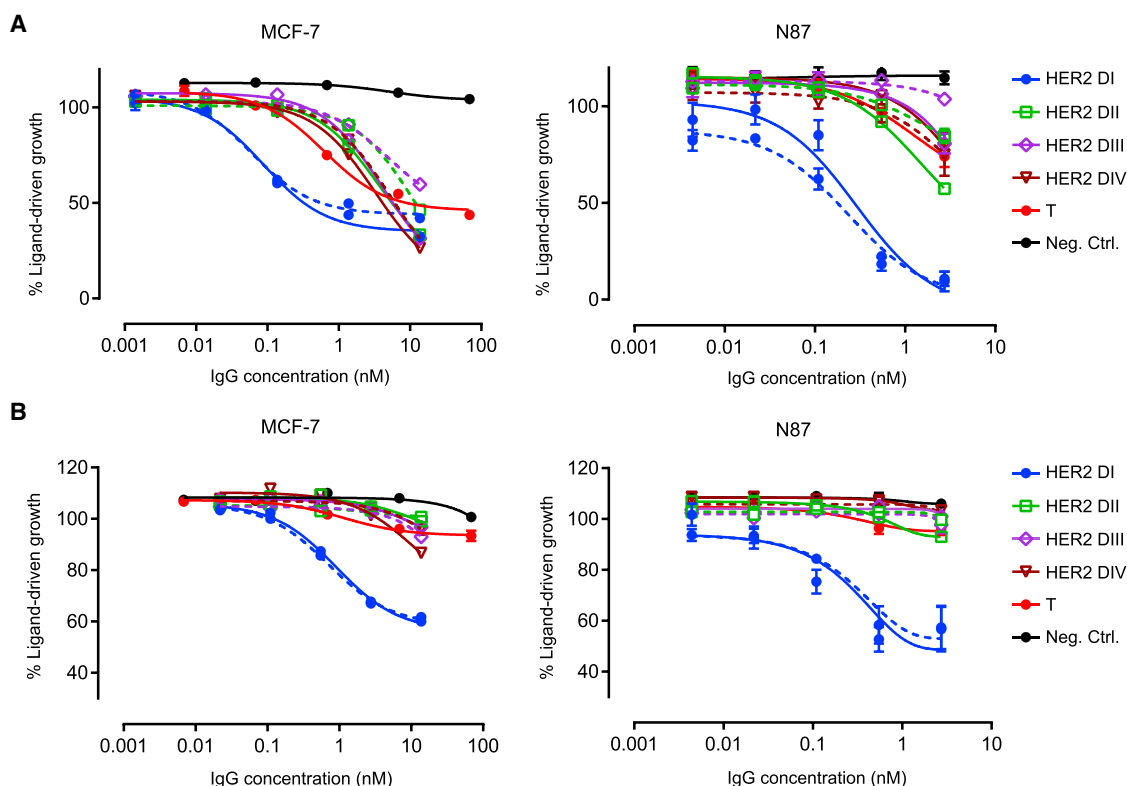 A
MCF-7
N87
% Ligand-driven growth
100
50
0
0.001 0.01 0.1 1 10 100
IgG concentration (nM)
% Ligand-driven growth
100
50
0
0.001 0.01 0.1 1 10
IgG concentration (nM)
HER2 DI
HER2 DII
HER2 DIII
HER2 DIV
T
Neg. Ctrl.
B
MCF-7
N87
% Ligand-driven growth
120
100
80
60
40
0.001 0.01 0.1 1 10 100
IgG concentration (nM)
% Ligand-driven growth
120
100
80
60
40
0.001 0.01 0.1 1 10
IgG concentration (nM)
HER2 DI
HER2 DII
HER2 DIII
HER2 DIV
T
Neg. Ctrl.